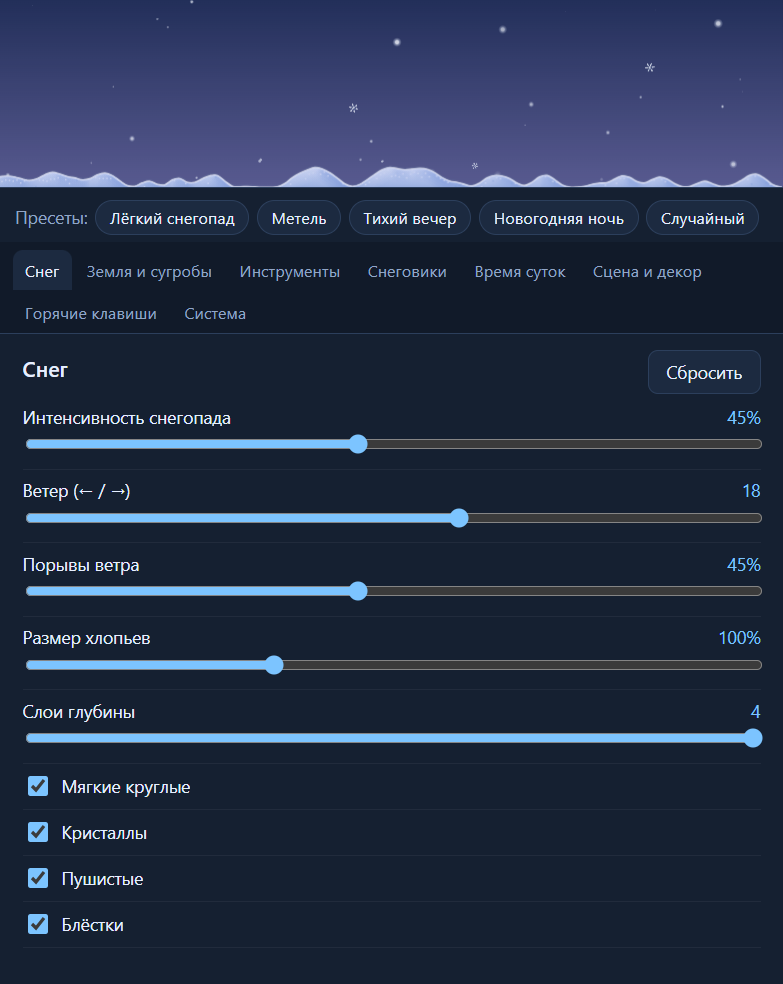 Пресеты: Лёгкий снегопад Метель Тихий вечер Новогодняя ночь Случайный
Снег Земля и сугробы Инструменты Снеговики Время суток Сцена и декор
Горячие клавиши Система
Снег Сбросить
Интенсивность снегопада 45%
Ветер (← / →) 18
Порывы ветра 45%
Размер хлопьев 100%
Слои глубины 4
Мягкие круглые
Кристаллы
Пушистые
Блёстки